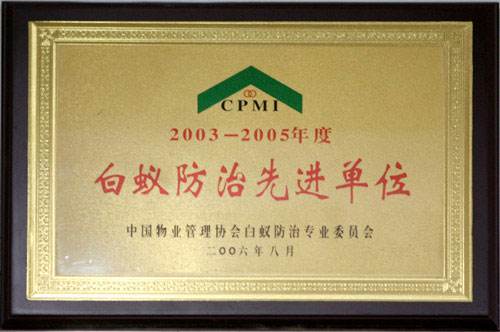 CPMI
2003-2005年度
白蚁防治先进单位
中国物业管理协会白蚁防治专业委员会
二〇〇六年八月